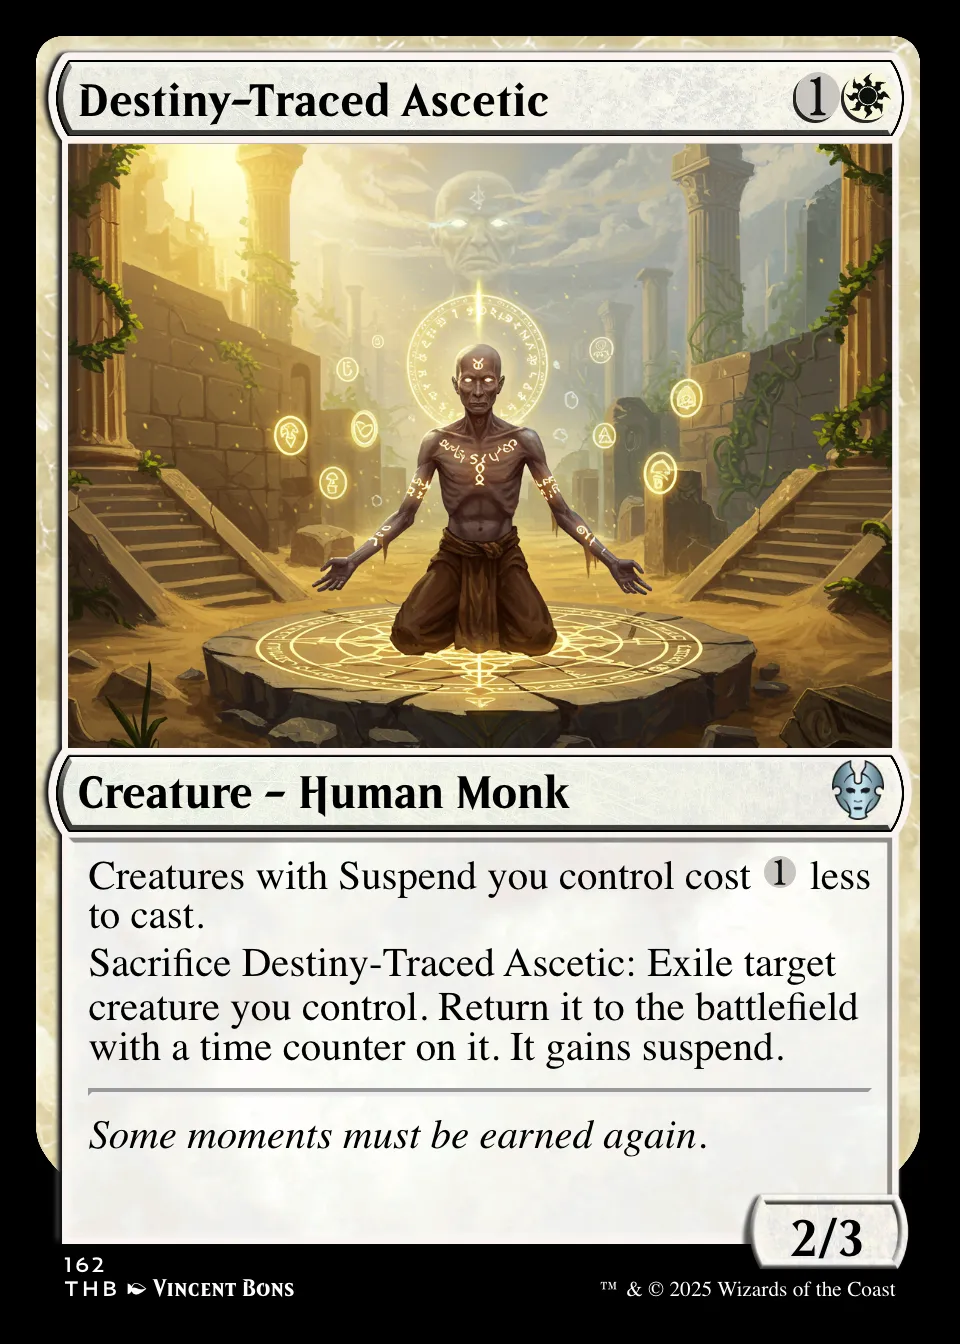 Destiny-Traced Ascetic 1
Creature - Human Monk
Creatures with Suspend you control cost 1 less
to cast.
Sacrifice Destiny-Traced Ascetic: Exile target
creature you control. Return it to the battlefield
with a time counter on it. It gains suspend.
Some moments must be earned again.
2/3
162
THB Vincent Bons
™ & © 2025 Wizards of the Coast